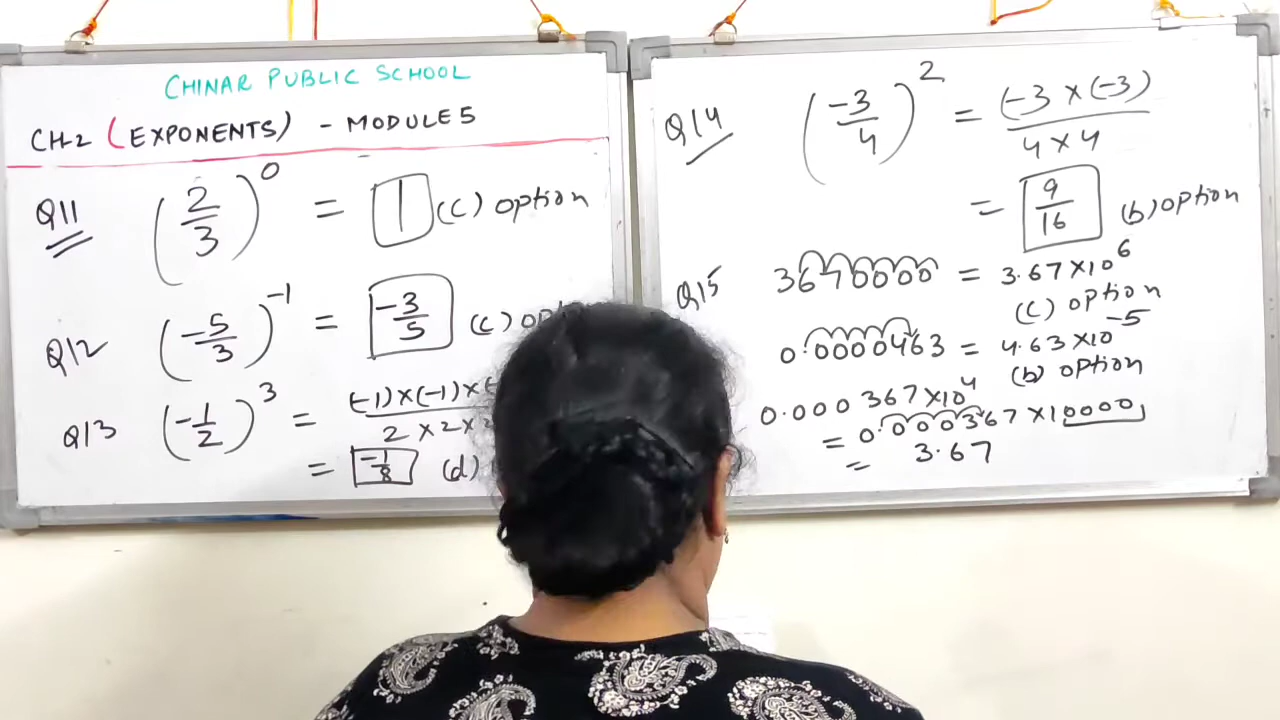 CHINAR PUBLIC SCHOOL
CH-2 (EXPONENTS) - MODULE 5
Q11 (2/3)^0 = 1 (C) option
Q12 (-5/3)^-1 = -3/5 (c)
Q13 (-1/2)^3 = (-1)×(-1)×(
2×2×
= -1/8 (d)
Q14 (-3/4)^2 = (-3×(-3)
4×4
= 9/16 (b) option
Q15 3670000 = 3.67×10^6
(C) option
0.0000463 = 4.63×10^-5
(b) option
0.000367×10^4
= 0.000367×10000
= 3.67